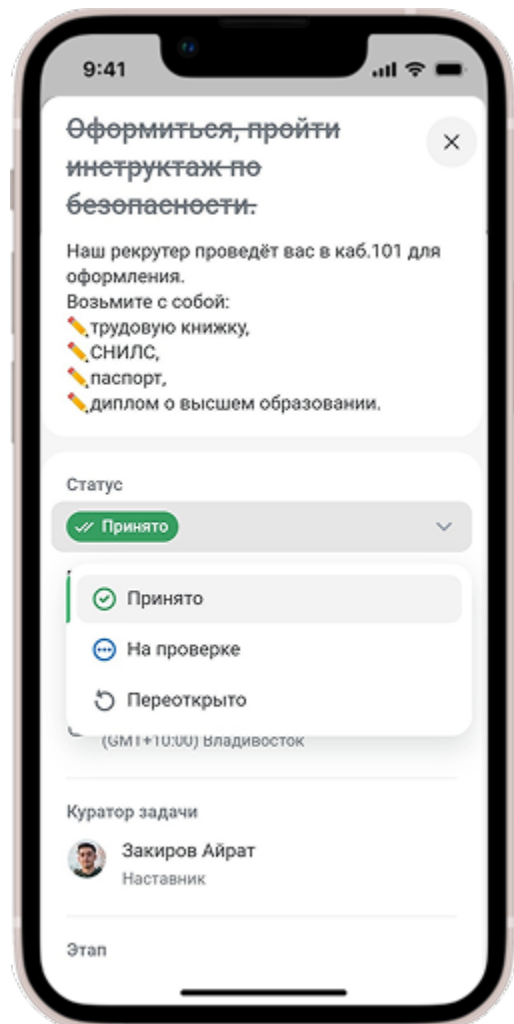 9:41
Оформиться, пройти
инструктаж по
безопасности.
Наш рекрутер проведёт вас в каб.101 для
оформления.
Возьмите с собой:
✏️трудовую книжку,
✏️СНИЛС,
✏️паспорт,
✏️диплом о высшем образовании.
Статус
Принято
Принято
На проверке
Переоткрыто
(GMT+10:00) Владивосток
Куратор задачи
Закиров Айрат
Наставник
Этап